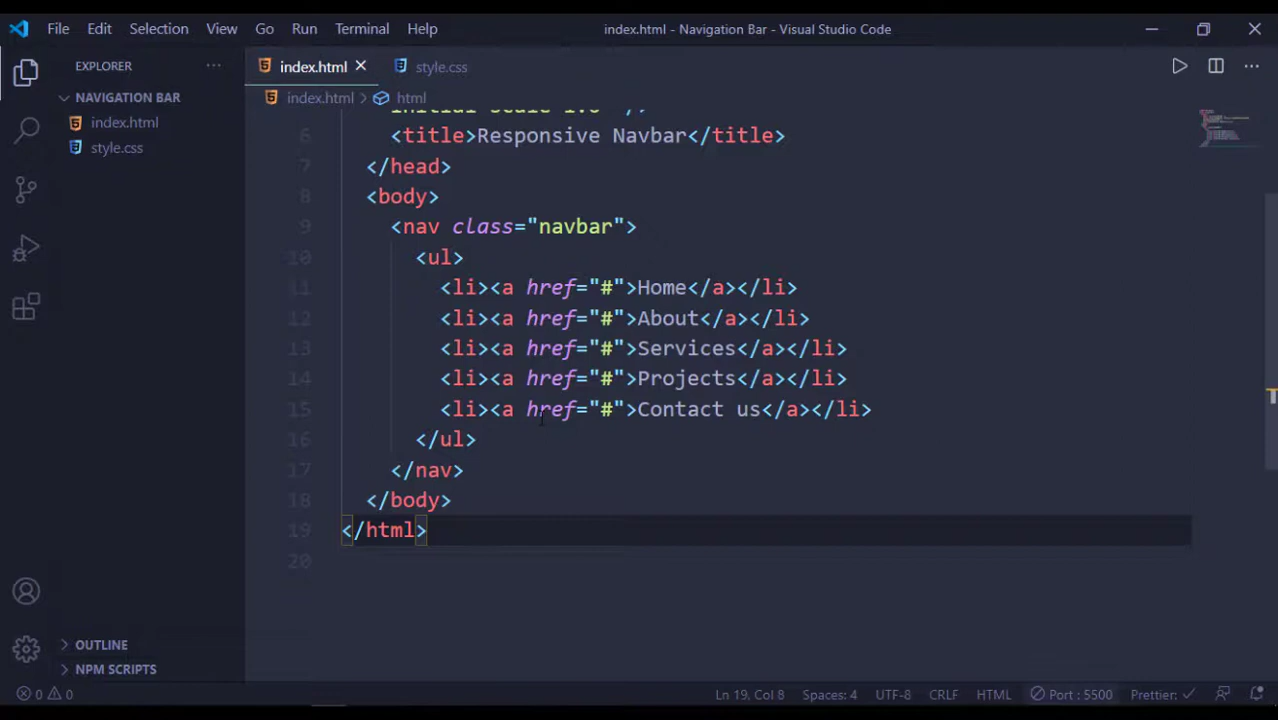 File Edit Selection View Go Run Terminal Help index.html - Navigation Bar - Visual Studio Code
EXPLORER
NAVIGATION BAR
index.html
style.css
OUTLINE
NPM SCRIPTS
index.html style.css
index.html > html
initial-scale=1.0" />
6 <title>Responsive Navbar</title>
7 </head>
8 <body>
9 <nav class="navbar">
10 <ul>
11 <li><a href="#">Home</a></li>
12 <li><a href="#">About</a></li>
13 <li><a href="#">Services</a></li>
14 <li><a href="#">Projects</a></li>
15 <li><a href="#">Contact us</a></li>
16 </ul>
17 </nav>
18 </body>
19 </html>
20
0 0 Ln 19, Col 8 Spaces: 4 UTF-8 CRLF HTML Port : 5500 Prettier: